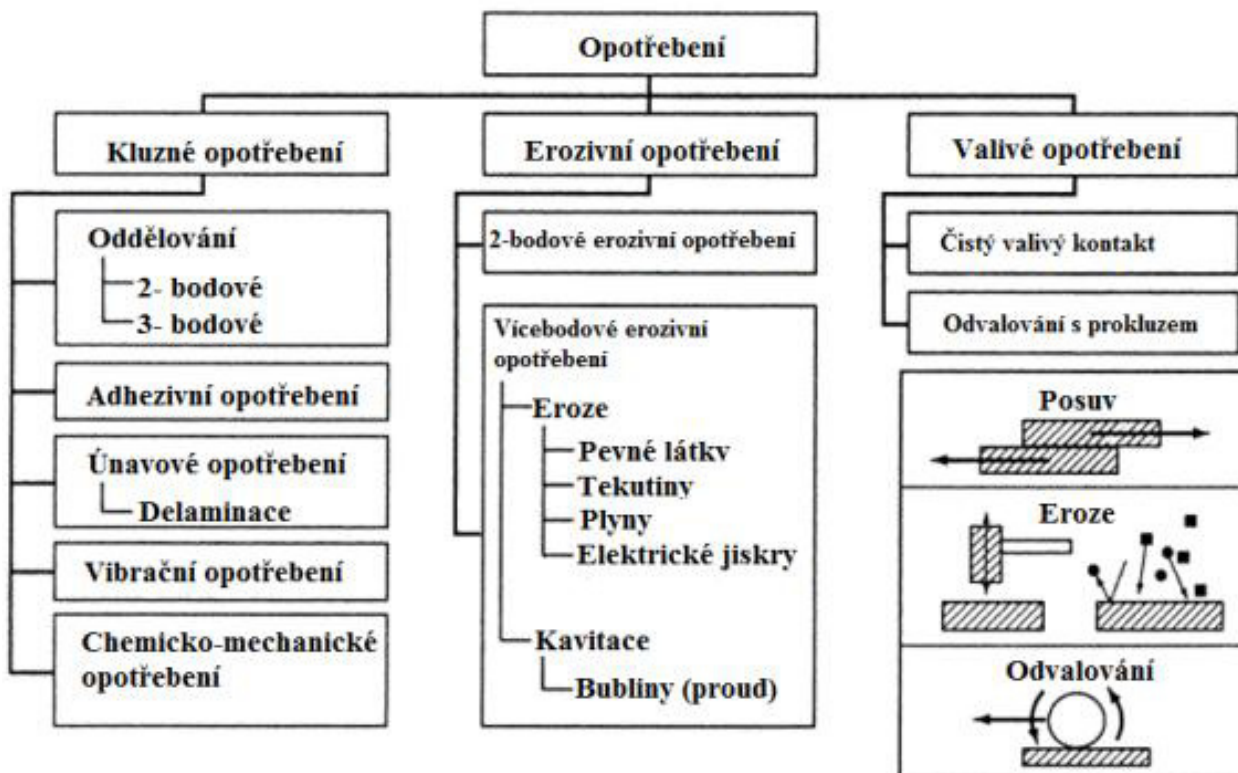 Opotřebení
Kluzné opotřebení
Oddělování
2- bodové
3- bodové
Adhezivní opotřebení
Únavové opotřebení
Delaminace
Vibrační opotřebení
Chemicko-mechanické
opotřebení
Erozivní opotřebení
2-bodové erozivní opotřebení
Vícebodové erozivní
opotřebení
Eroze
Pevné látkv
Tekutiny
Plyny
Elektrické jiskry
Kavitace
Bubliny (proud)
Valivé opotřebení
Čistý valivý kontakt
Odvalování s prokluzem
Posuv
Eroze
Odvalování